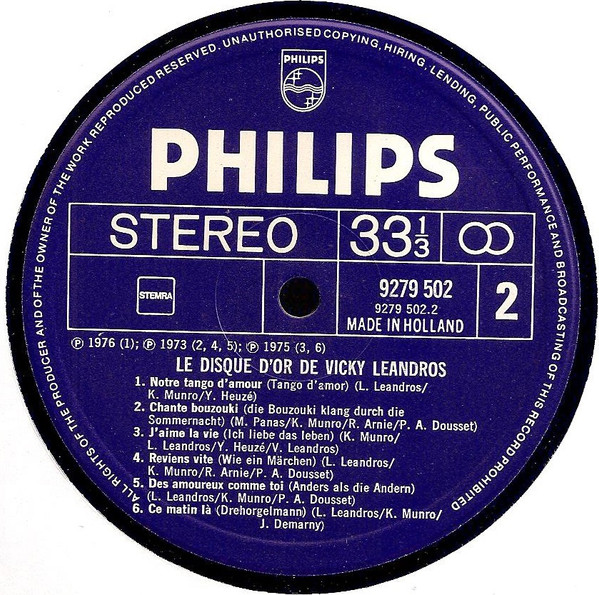 ALL RIGHTS OF THE PRODUCER AND OF THE OWNER OF THE WORK REPRODUCED RESERVED. UNAUTHORISED COPYING, HIRING, LENDING, PUBLIC PERFORMANCE AND BROADCASTING OF THIS RECORD PROHIBITED
PHILIPS
PHILIPS
STEREO 33 1/3
STEMRA
9279 502
9279 502.2
MADE IN HOLLAND
2
℗ 1976 (1); ℗ 1973 (2, 4, 5); ℗ 1975 (3, 6)
LE DISQUE D'OR DE VICKY LEANDROS
1. Notre tango d'amour (Tango d'amor) (L. Leandros/
K. Munro/Y. Heuzé)
2. Chante bouzouki (die Bouzouki klang durch die
Sommernacht) (M. Panas/K. Munro/R. Arnie/P. A. Dousset)
3. J'aime la vie (Ich liebe das leben) (K. Munro/
L. Leandros/Y. Heuzé/V. Leandros)
4. Reviens vite (Wie ein Märchen) (L. Leandros/
K. Munro/R. Arnie/P. A. Dousset)
5. Des amoureux comme toi (Anders als die Andern)
(L. Leandros/K. Munro/P. A. Dousset)
6. Ce matin là (Drehorgelmann) (L. Leandros/K. Munro/
J. Demarny)